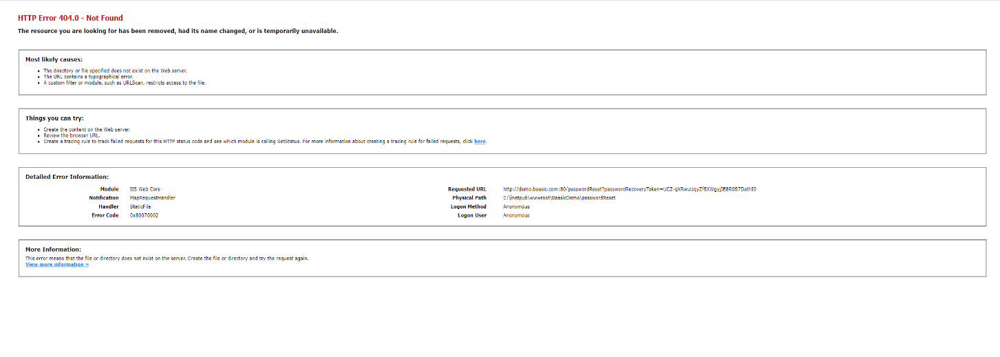 HTTP Error 404.0 - Not Found
The resource you are looking for has been removed, had its name changed, or is temporarily unavailable.
Most likely causes:
• The directory or file specified does not exist on the Web server.
• The URL contains a typographical error.
• A custom filter or module, such as URLScan, restricts access to the file.
Things you can try:
• Create the content on the Web server.
• Review the browser URL.
• Create a tracing rule to track failed requests for this HTTP status code and see which module is calling SetStatus. For more information about creating a tracing rule for failed requests, click here.
Detailed Error Information:
Module IIS Web Core
Notification MapRequestHandler
Handler StaticFile
Error Code 0x80070002
Requested URL http://demo.baasic.com:80/passwordReset?passwordRecoveryToken=UCZ-qXRwuUqyZf5XWgyjIE8R0S7DathI0
Physical Path C:\inetpub\wwwroot\BaasicDemo\passwordReset
Logon Method Anonymous
Logon User Anonymous
More Information:
This error means that the file or directory does not exist on the server. Create the file or directory and try the request again.
View more information »